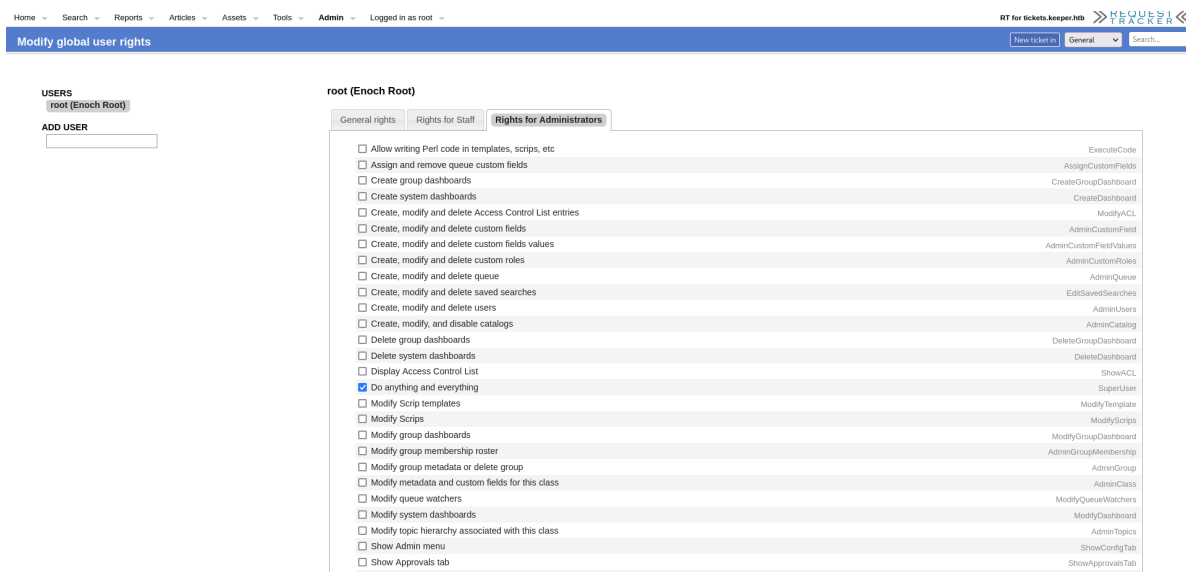 Home Search Reports Articles Assets Tools Admin Logged in as root RT for tickets.keeper.htb REQUEST TRACKER
Modify global user rights New ticket in General Search...
USERS
root (Enoch Root)
ADD USER
root (Enoch Root)
General rights Rights for Staff Rights for Administrators
Allow writing Perl code in templates, scrips, etc ExecuteCode
Assign and remove queue custom fields AssignCustomFields
Create group dashboards CreateGroupDashboard
Create system dashboards CreateDashboard
Create, modify and delete Access Control List entries ModifyACL
Create, modify and delete custom fields AdminCustomField
Create, modify and delete custom fields values AdminCustomFieldValues
Create, modify and delete custom roles AdminCustomRoles
Create, modify and delete queue AdminQueue
Create, modify and delete saved searches EditSavedSearches
Create, modify and delete users AdminUsers
Create, modify, and disable catalogs AdminCatalog
Delete group dashboards DeleteGroupDashboard
Delete system dashboards DeleteDashboard
Display Access Control List ShowACL
Do anything and everything SuperUser
Modify Scrip templates ModifyTemplate
Modify Scrips ModifyScrips
Modify group dashboards ModifyGroupDashboard
Modify group membership roster AdminGroupMembership
Modify group metadata or delete group AdminGroup
Modify metadata and custom fields for this class AdminClass
Modify queue watchers ModifyQueueWatchers
Modify system dashboards ModifyDashboard
Modify topic hierarchy associated with this class AdminTopics
Show Admin menu ShowConfigTab
Show Approvals tab ShowApprovalsTab